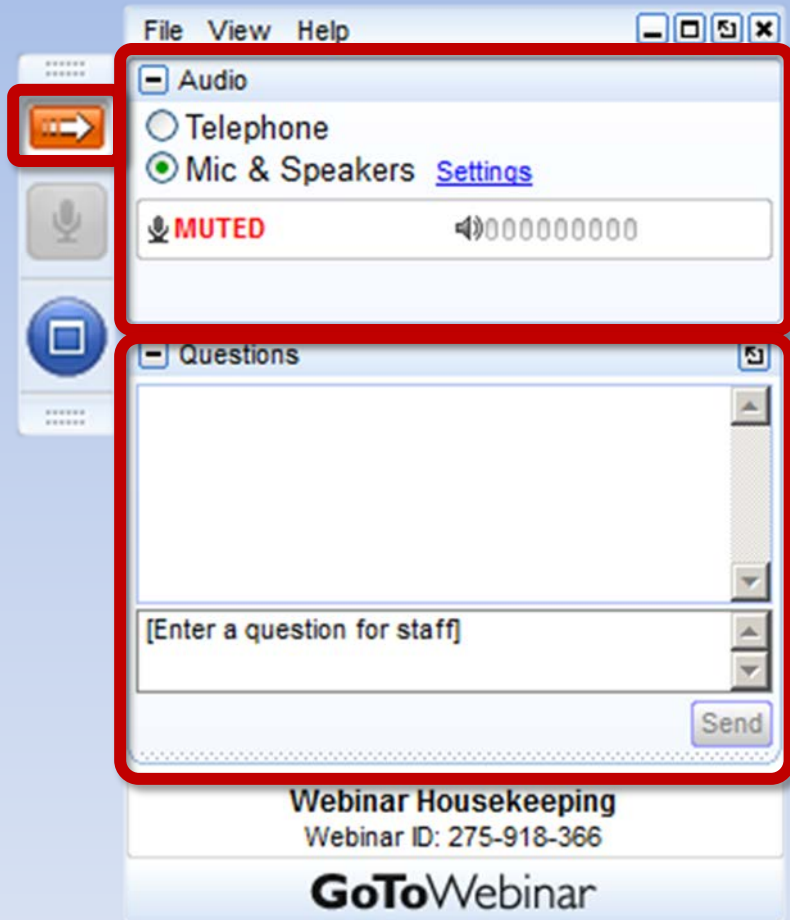 File View Help
Audio
Telephone
Mic & Speakers Settings
MUTED
Questions
[Enter a question for staff]
Send
Webinar Housekeeping
Webinar ID: 275-918-366
GoToWebinar